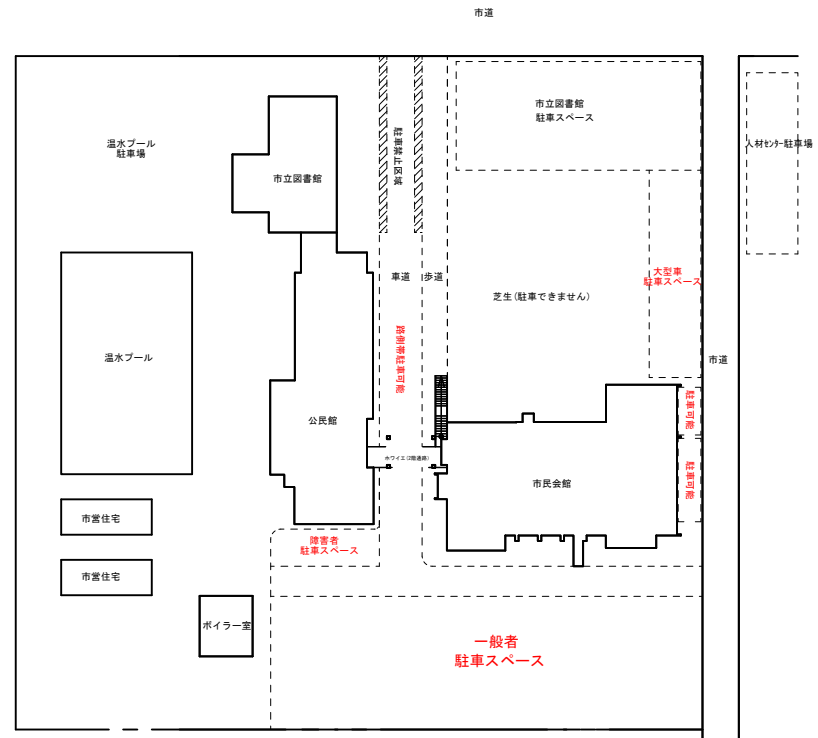 市道
市立図書館
駐車スペース
温水プール
駐車場
駐車禁止区域
人材センター駐車場
市立図書館
車道
歩道
大型車
駐車スペース
芝生(駐車できません)
路側帯駐車可能
温水プール
市道
駐車可能
公民館
ホワイエ(2階通路)
駐車可能
市民会館
市営住宅
障害者
駐車スペース
市営住宅
ボイラー室
一般者
駐車スペース